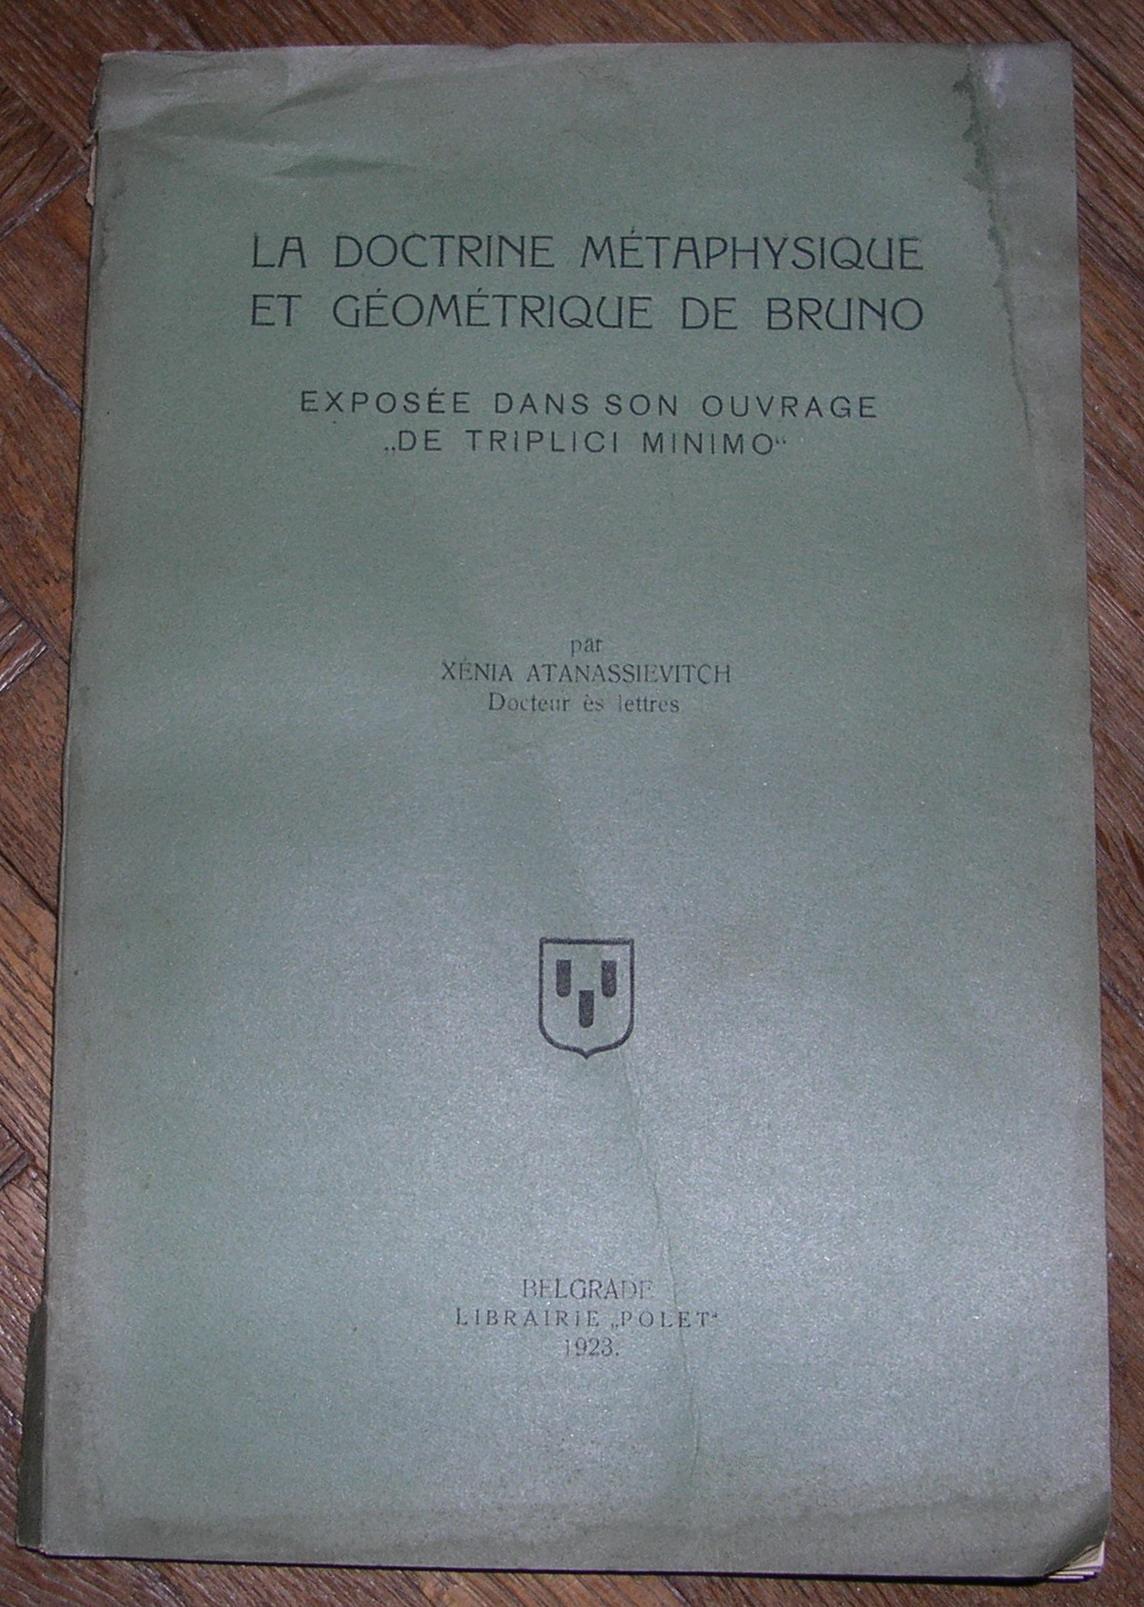 LA DOCTRINE MÉTAPHYSIQUE
ET GÉOMÉTRIQUE DE BRUNO
EXPOSÉE DANS SON OUVRAGE
„DE TRIPLICI MINIMO“
par
XÉNIA ATANASSIEVITCH
Docteur ès lettres
BELGRADE
LIBRAIRIE „POLET“
1923.